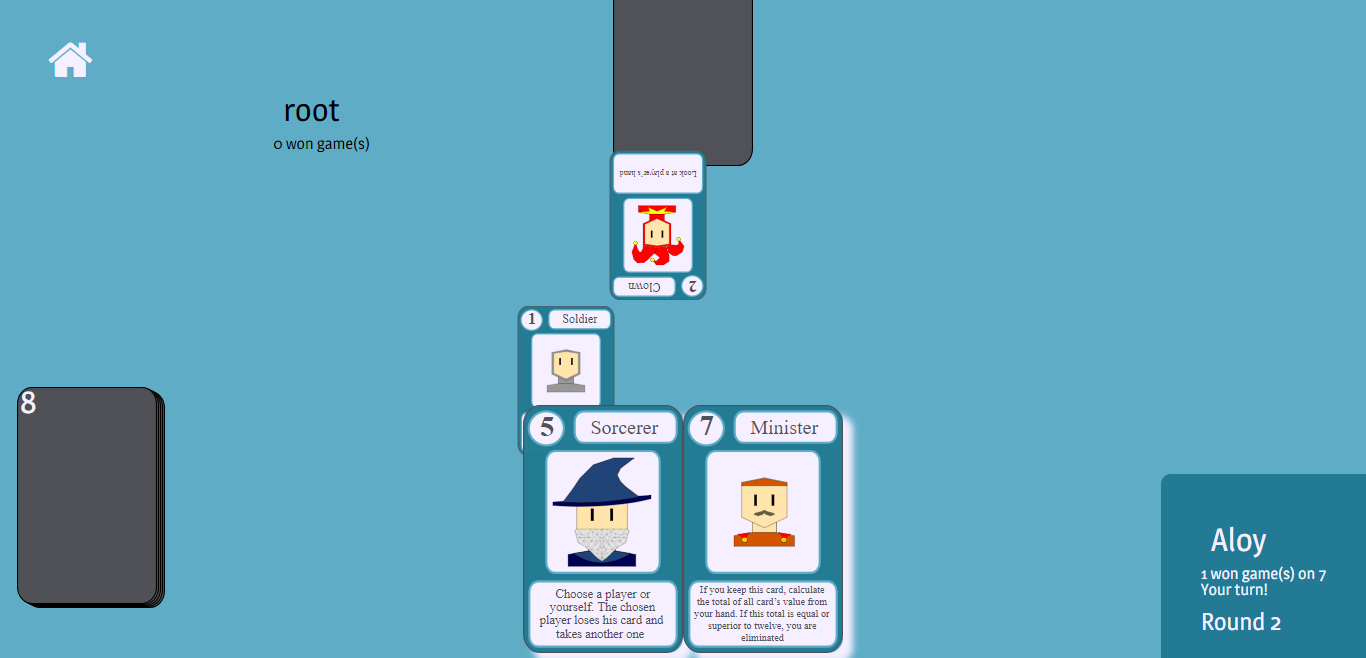 root
0 won game(s)
Look at a player's hand
Clown
2
1
Soldier
8
5
Sorcerer
Choose a player or
yourself. The chosen
player loses his card and
takes another one
7
Minister
If you keep this card, calculate
the total of all card's value from
your hand. If this total is equal or
superior to twelve, you are
eliminated
Aloy
1 won game(s) on 7
Your turn!
Round 2